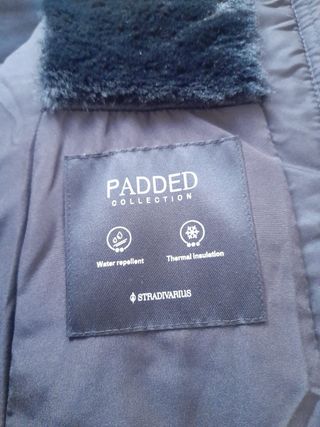 PADDED
COLLECTION
Water repellent
Thermal insulation
STRADIVARIUS